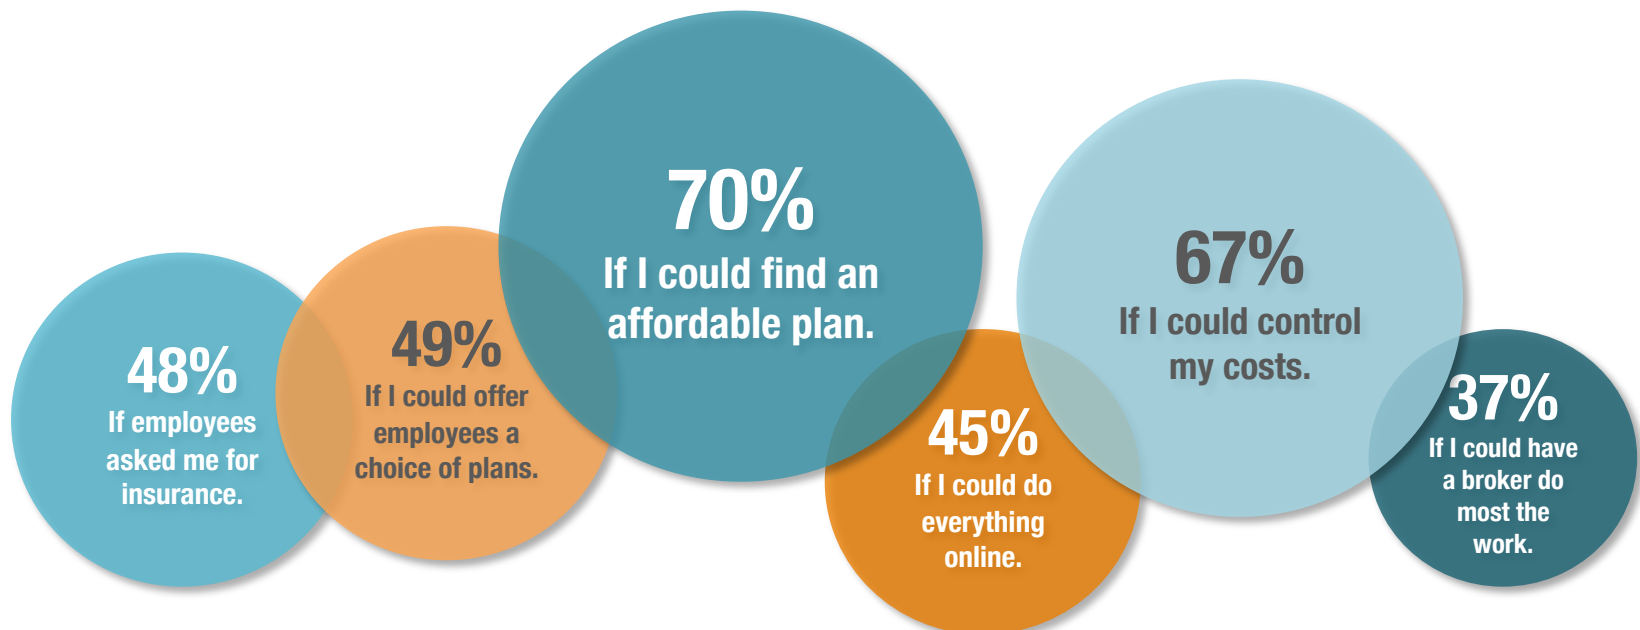 48%
If employees
asked me for
insurance.
49%
If I could offer
employees a
choice of plans.
70%
If I could find an
affordable plan.
45%
If I could do
everything
online.
67%
If I could control
my costs.
37%
If I could have
a broker do
most the
work.